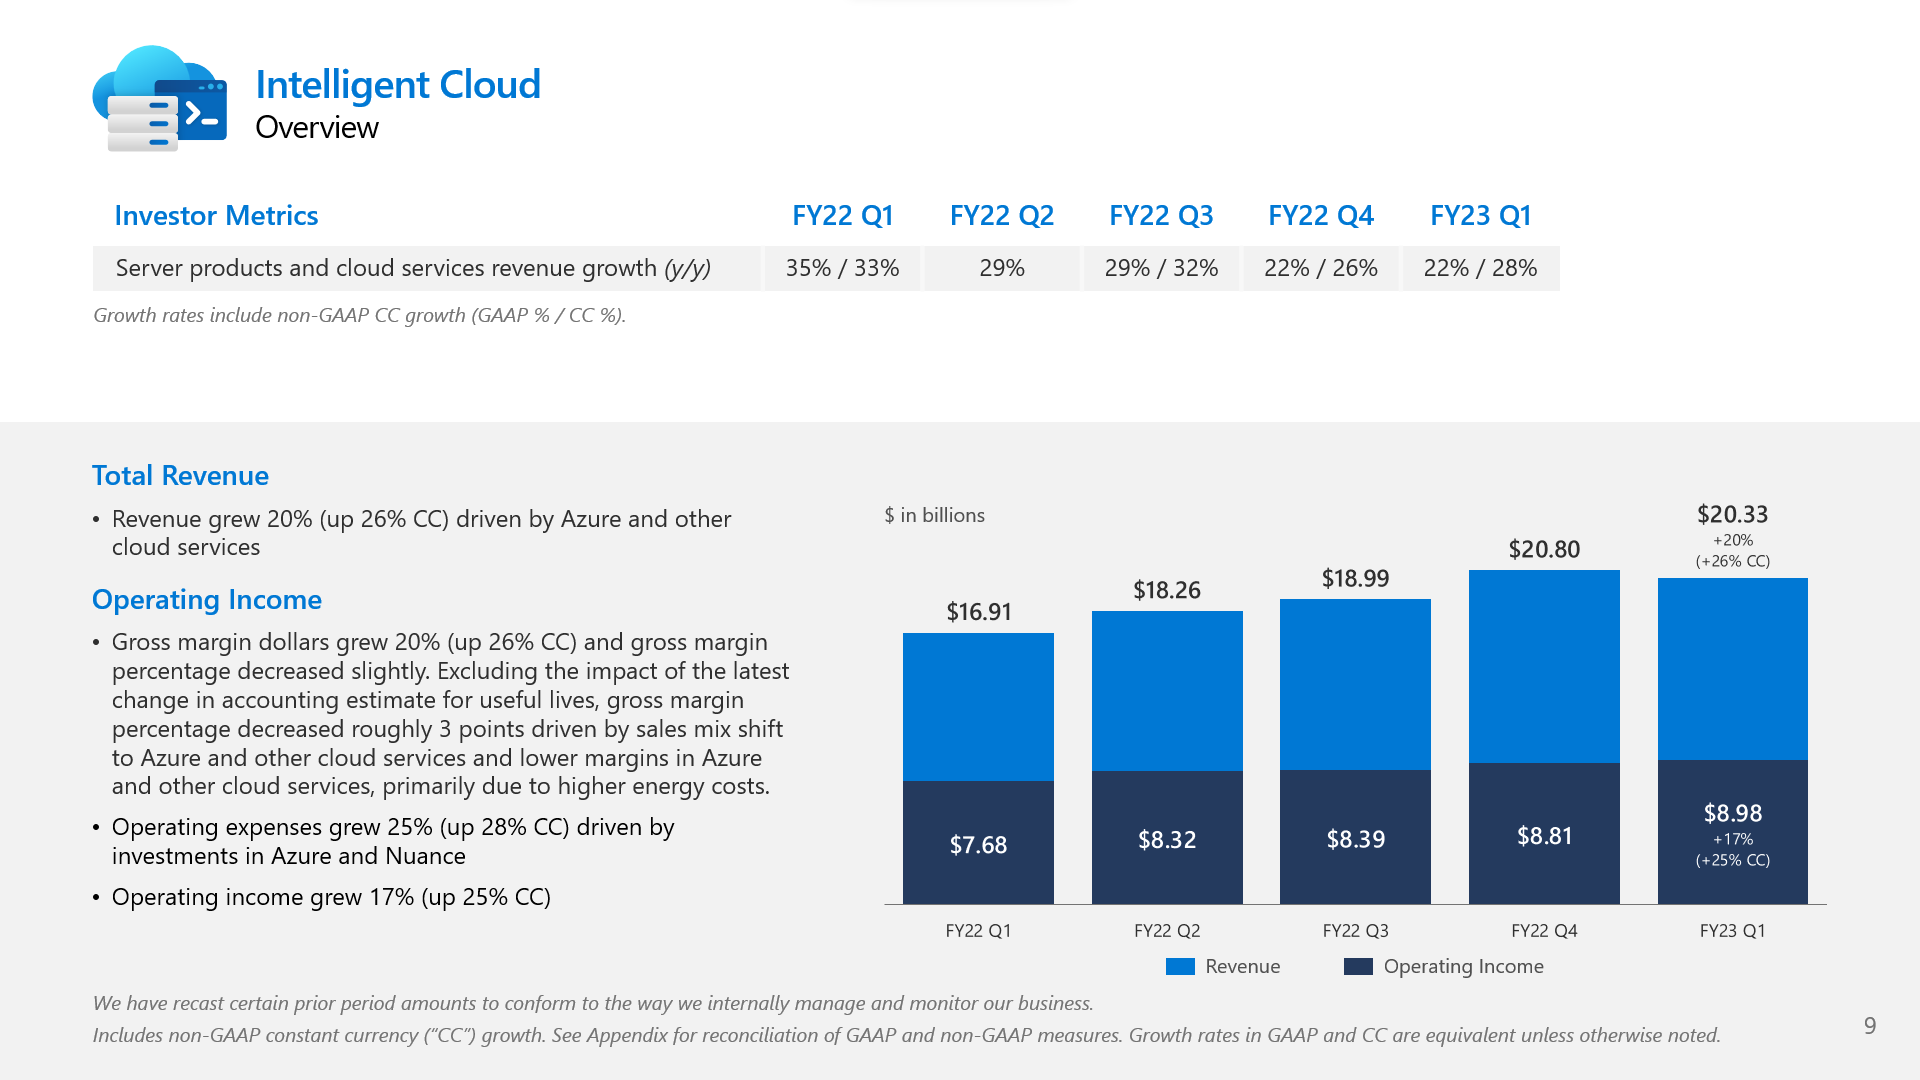 Intelligent Cloud
Overview
Investor Metrics FY22 Q1 FY22 Q2 FY22 Q3 FY22 Q4 FY23 Q1
Server products and cloud services revenue growth (y/y) 35% / 33% 29% 29% / 32% 22% / 26% 22% / 28%
Growth rates include non-GAAP CC growth (GAAP % / CC %).
Total Revenue
• Revenue grew 20% (up 26% CC) driven by Azure and other
cloud services
Operating Income
• Gross margin dollars grew 20% (up 26% CC) and gross margin
percentage decreased slightly. Excluding the impact of the latest
change in accounting estimate for useful lives, gross margin
percentage decreased roughly 3 points driven by sales mix shift
to Azure and other cloud services and lower margins in Azure
and other cloud services, primarily due to higher energy costs.
• Operating expenses grew 25% (up 28% CC) driven by
investments in Azure and Nuance
• Operating income grew 17% (up 25% CC)
$ in billions
$16.91
$18.26
$18.99
$20.80
$20.33
+20%
(+26% CC)
$7.68
$8.32
$8.39
$8.81
$8.98
+17%
(+25% CC)
FY22 Q1 FY22 Q2 FY22 Q3 FY22 Q4 FY23 Q1
Revenue Operating Income
We have recast certain prior period amounts to conform to the way we internally manage and monitor our business.
Includes non-GAAP constant currency (“CC”) growth. See Appendix for reconciliation of GAAP and non-GAAP measures. Growth rates in GAAP and CC are equivalent unless otherwise noted.
9